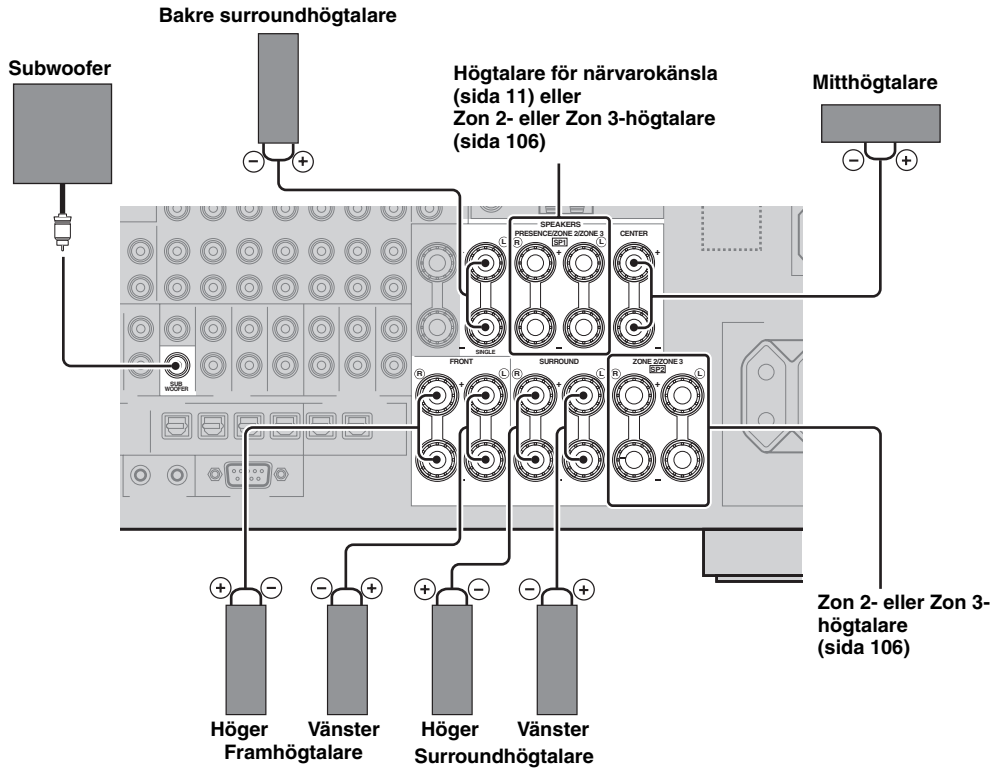 Bakre surroundhögtalare
Subwoofer
Högtalare för närvarokänsla
(sida 11) eller
Zon 2- eller Zon 3-högtalare
(sida 106)
Mitthögtalare
− +
− +
SPEAKERS
PRESENCE/ZONE 2/ZONE 3
CENTER
L
R
SP1
L
+
+
−
SINGLE
−
−
FRONT
SURROUND
ZONE 2/ZONE 3
SP2
R
+
L
R
+
L
R
+
L
SUB
WOOFER
−
+ −
− +
+ −
− +
Zon 2- eller Zon 3-
högtalare
(sida 106)
Höger Vänster
Framhögtalare
Höger Vänster
Surroundhögtalare